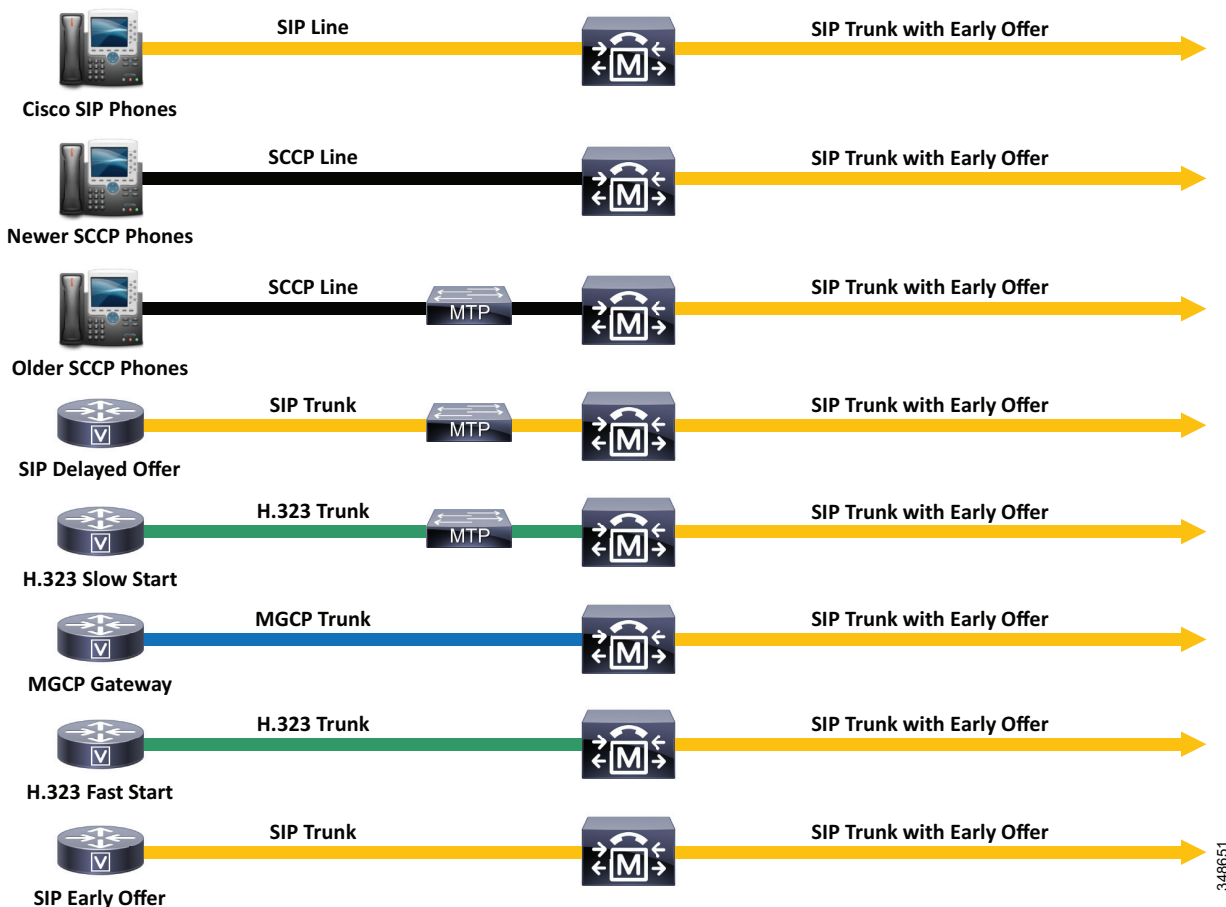 SIP Line
SIP Trunk with Early Offer
M
Cisco SIP Phones
SCCP Line
SIP Trunk with Early Offer
M
Newer SCCP Phones
SCCP Line
SIP Trunk with Early Offer
MTP
M
Older SCCP Phones
SIP Trunk
SIP Trunk with Early Offer
V
MTP
M
SIP Delayed Offer
H.323 Trunk
SIP Trunk with Early Offer
V
MTP
M
H.323 Slow Start
MGCP Trunk
SIP Trunk with Early Offer
V
M
MGCP Gateway
H.323 Trunk
SIP Trunk with Early Offer
V
M
H.323 Fast Start
SIP Trunk
SIP Trunk with Early Offer
V
M
SIP Early Offer
348651